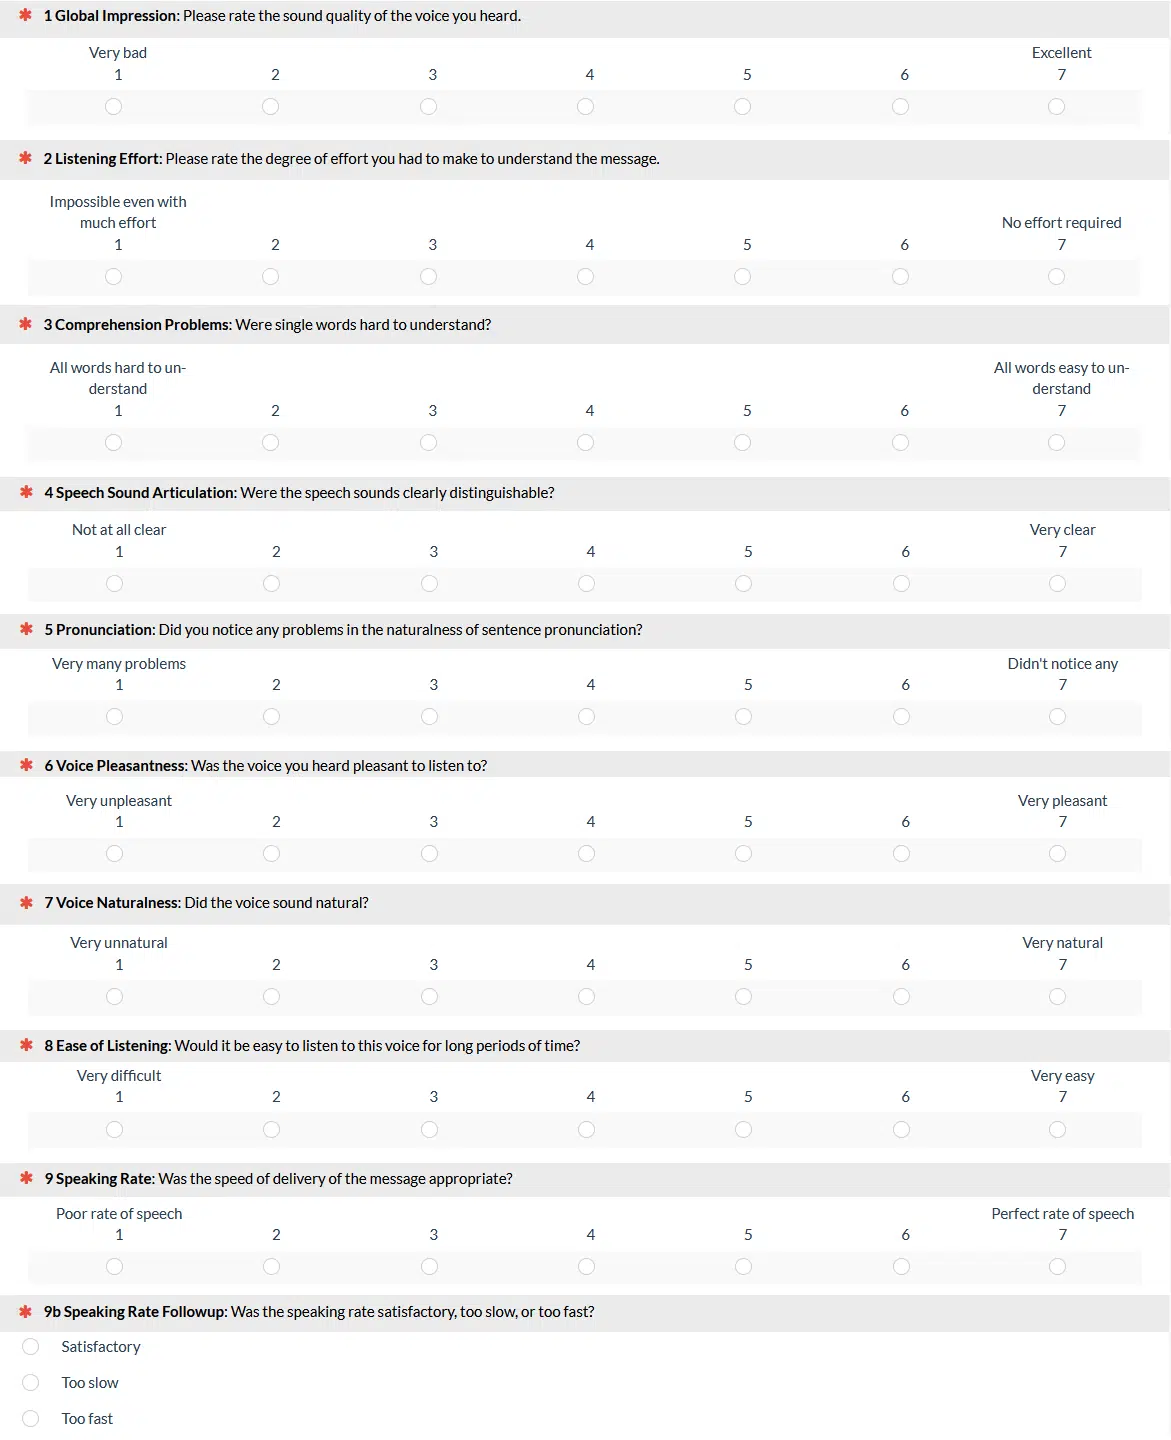 * 1 Global Impression: Please rate the sound quality of the voice you heard.
Very bad Excellent
1 2 3 4 5 6 7
* 2 Listening Effort: Please rate the degree of effort you had to make to understand the message.
Impossible even with
much effort No effort required
1 2 3 4 5 6 7
* 3 Comprehension Problems: Were single words hard to understand?
All words hard to un- All words easy to un-
derstand derstand
1 2 3 4 5 6 7
* 4 Speech Sound Articulation: Were the speech sounds clearly distinguishable?
Not at all clear Very clear
1 2 3 4 5 6 7
* 5 Pronunciation: Did you notice any problems in the naturalness of sentence pronunciation?
Very many problems Didn't notice any
1 2 3 4 5 6 7
* 6 Voice Pleasantness: Was the voice you heard pleasant to listen to?
Very unpleasant Very pleasant
1 2 3 4 5 6 7
* 7 Voice Naturalness: Did the voice sound natural?
Very unnatural Very natural
1 2 3 4 5 6 7
* 8 Ease of Listening: Would it be easy to listen to this voice for long periods of time?
Very difficult Very easy
1 2 3 4 5 6 7
* 9 Speaking Rate: Was the speed of delivery of the message appropriate?
Poor rate of speech Perfect rate of speech
1 2 3 4 5 6 7
* 9b Speaking Rate Followup: Was the speaking rate satisfactory, too slow, or too fast?
Satisfactory
Too slow
Too fast